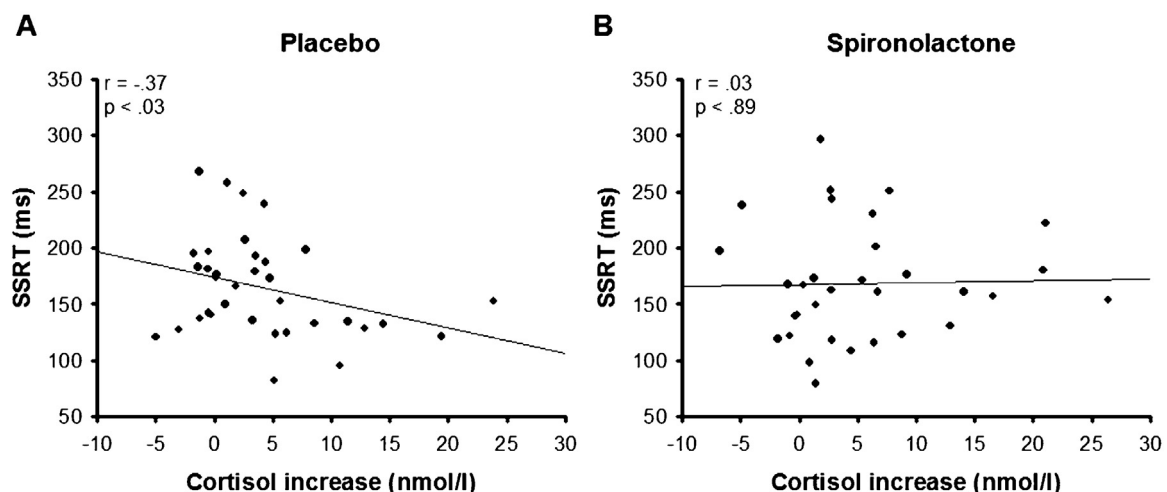 A
Placebo
r = -.37
p < .03
350
300
250
200
150
100
50
SSRT (ms)
-10 -5 0 5 10 15 20 25 30
Cortisol increase (nmol/l)
B
Spironolactone
r = .03
p < .89
350
300
250
200
150
100
50
SSRT (ms)
-10 -5 0 5 10 15 20 25 30
Cortisol increase (nmol/l)